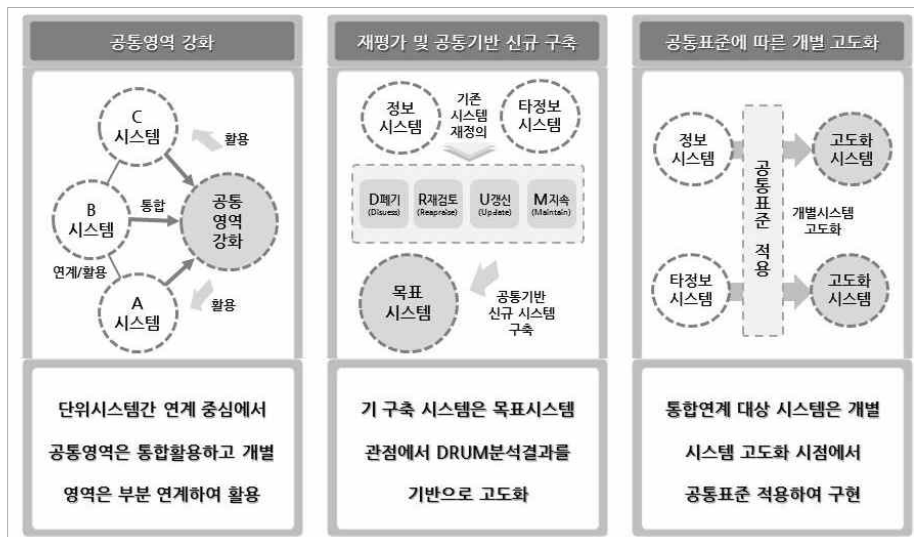 공통영역 강화
C
시스템
활용
B
시스템
통합
공통
영역
강화
연계/활용
A
시스템
활용
단위시스템간 연계 중심에서
공통영역은 통합활용하고 개별
영역은 부분 연계하여 활용
재평가 및 공통기반 신규 구축
정보
시스템
기존
시스템
재정의
타정보
시스템
D폐기
(Disuess)
R재검토
(Reapraise)
U갱신
(Update)
M지속
(Maintain)
목표
시스템
공통기반
신규 시스템
구축
기 구축 시스템은 목표시스템
관점에서 DRUM분석결과를
기반으로 고도화
공통표준에 따른 개별 고도화
정보
시스템
공통표준 적용
고도화
시스템
개별시스템
고도화
타정보
시스템
고도화
시스템
통합연계 대상 시스템은 개별
시스템 고도화 시점에서
공통표준 적용하여 구현